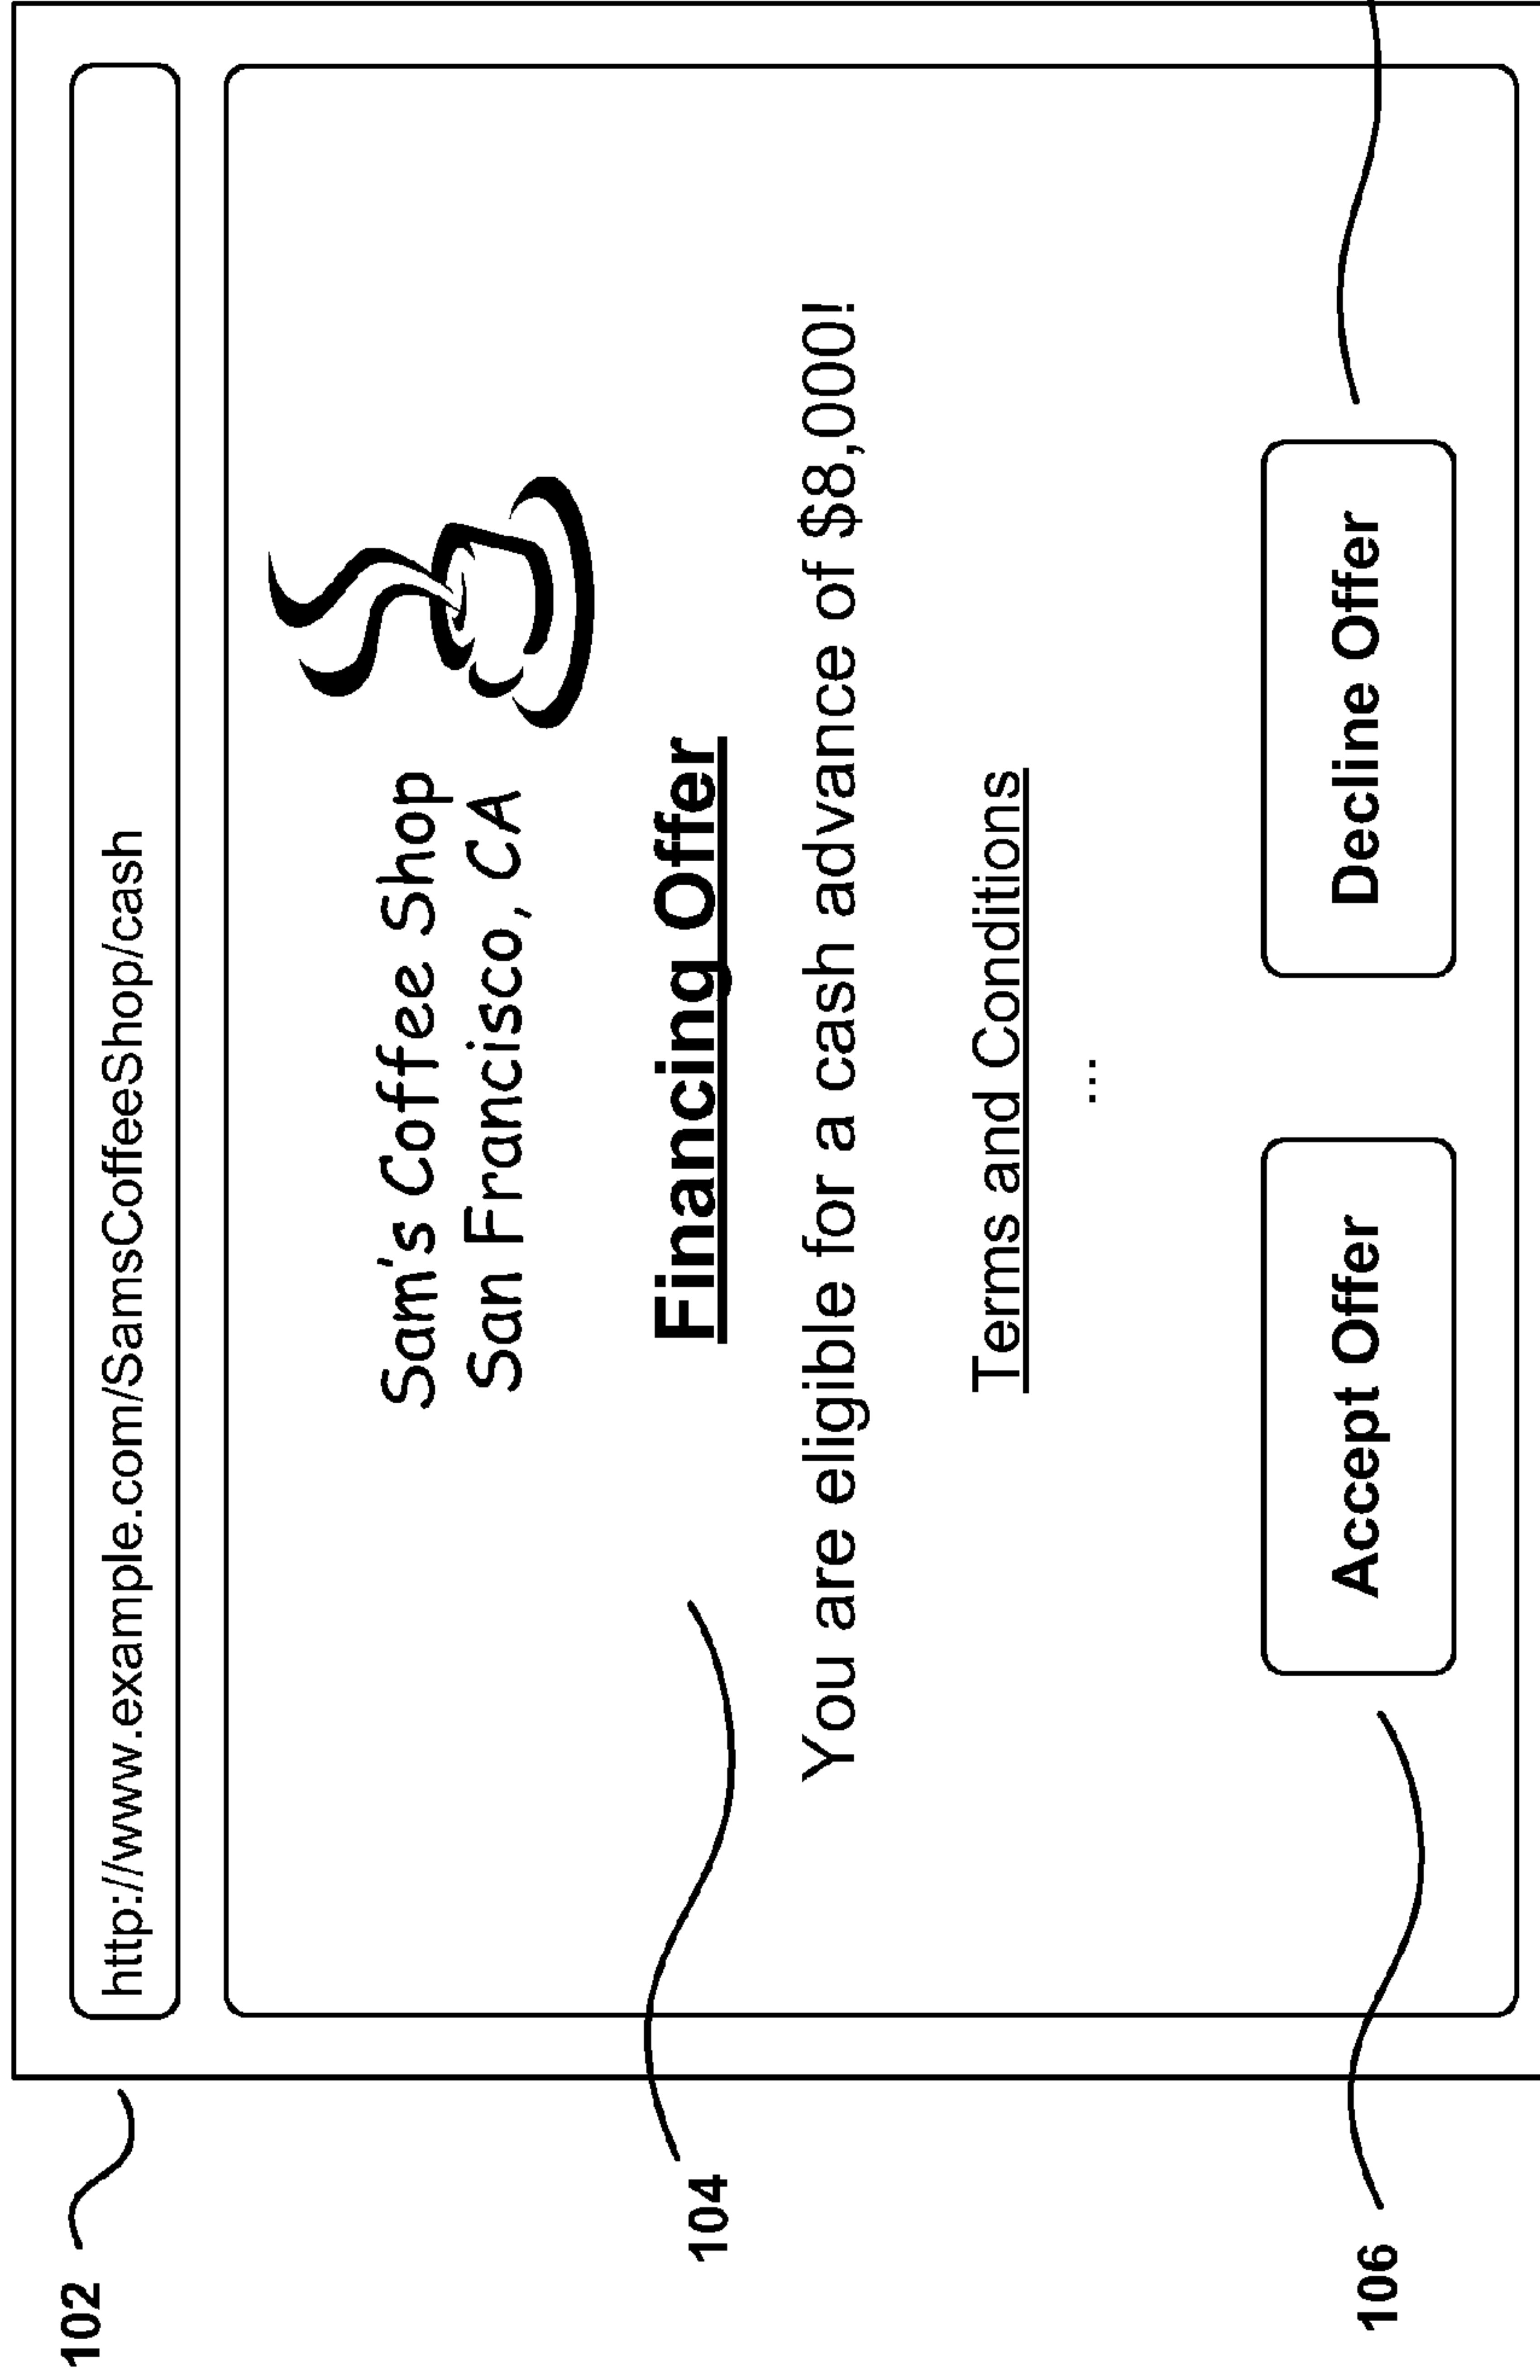 102
http://www.example.com/SamsCoffeeShop/cash
Sam's Coffee Shop
San Francisco, CA
104
Financing Offer
You are eligible for a cash advance of $8,000!
Terms and Conditions
...
106
Accept Offer
Decline Offer